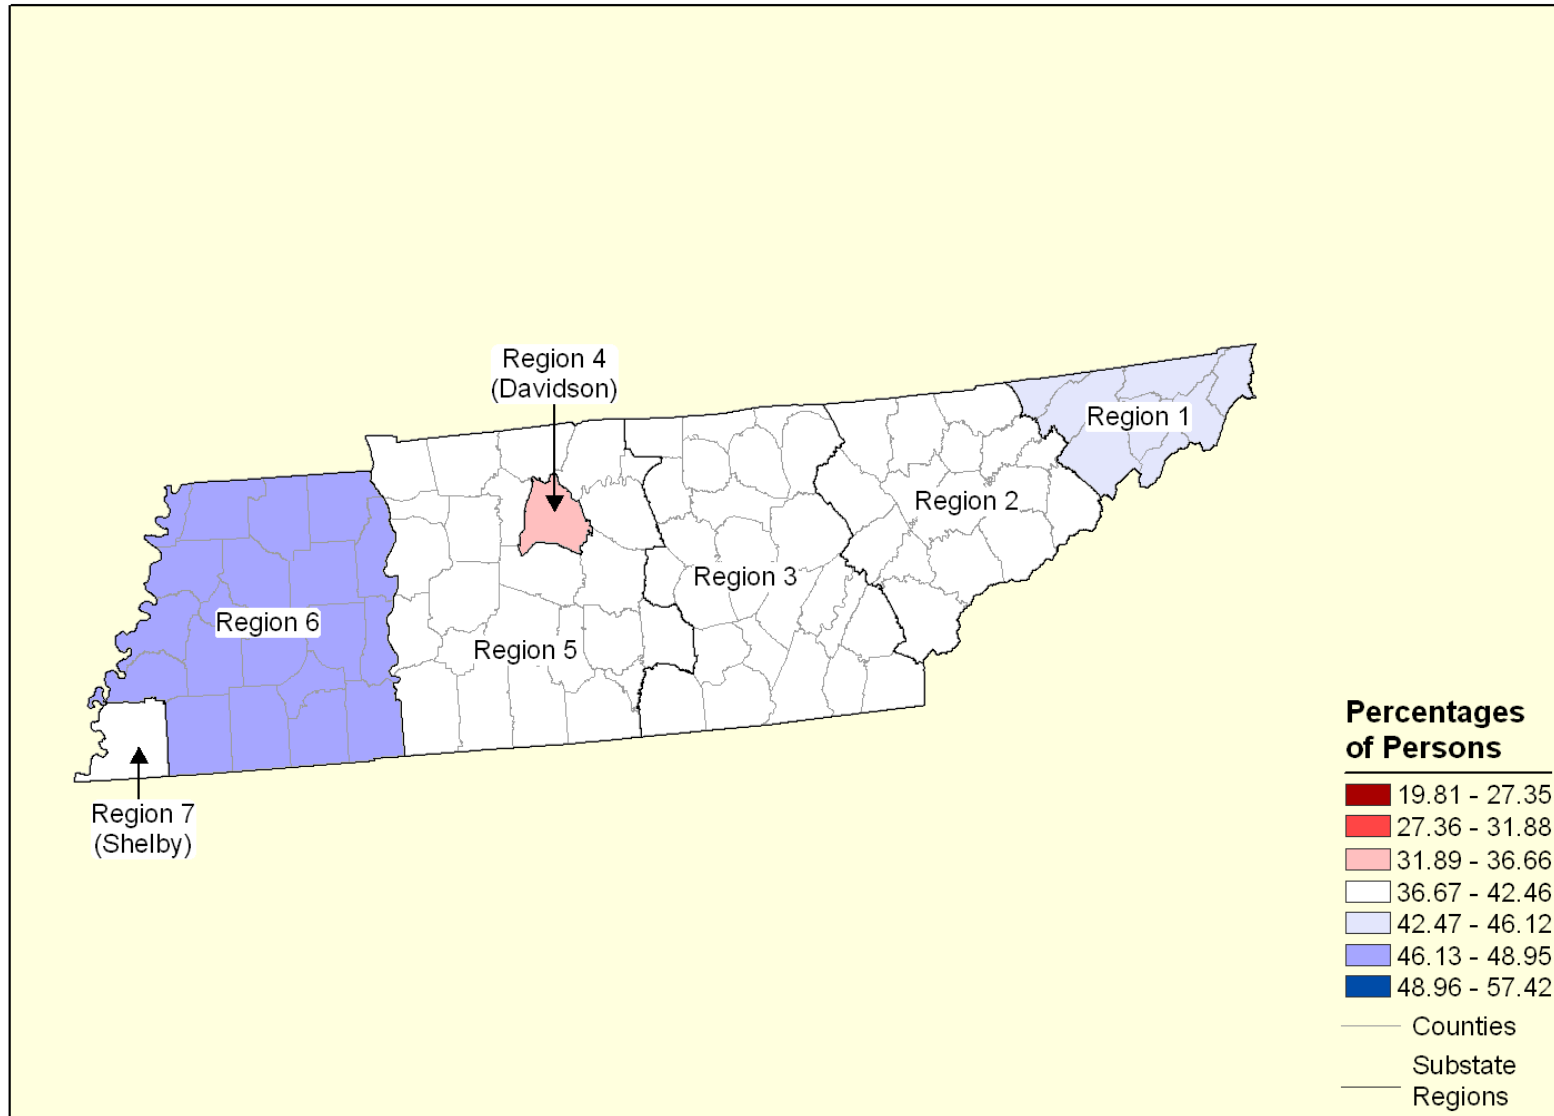 Region 4
(Davidson)
Region 1
Region 2
Region 3
Region 6
Region 5
Region 7
(Shelby)
Percentages
of Persons
19.81 - 27.35
27.36 - 31.88
31.89 - 36.66
36.67 - 42.46
42.47 - 46.12
46.13 - 48.95
48.96 - 57.42
Counties
Substate
Regions